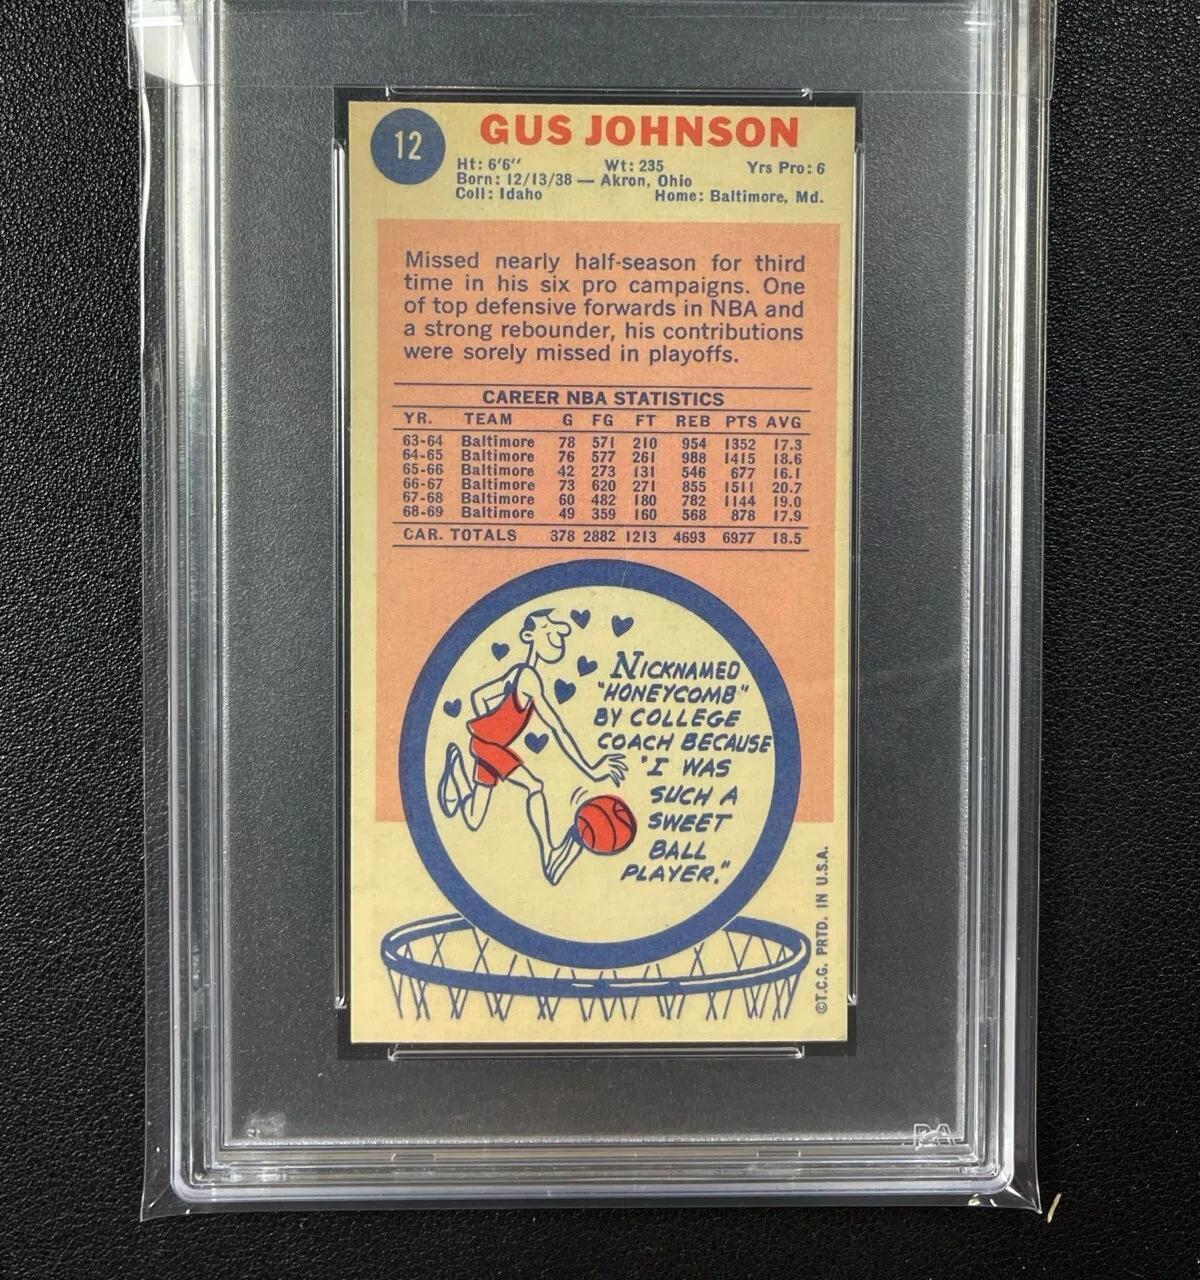 12
GUS JOHNSON
Ht: 6'6" Wt: 235 Yrs Pro: 6
Born: 12/13/38 — Akron, Ohio
Coll: Idaho Home: Baltimore, Md.
Missed nearly half-season for third
time in his six pro campaigns. One
of top defensive forwards in NBA and
a strong rebounder, his contributions
were sorely missed in playoffs.
CAREER NBA STATISTICS
YR. TEAM G FG FT REB PTS AVG
63-64 Baltimore 78 571 210 954 1352 17.3
64-65 Baltimore 76 577 261 988 1415 18.6
65-66 Baltimore 42 273 131 546 677 16.1
66-67 Baltimore 73 620 271 855 1511 20.7
67-68 Baltimore 60 482 180 782 1144 19.0
68-69 Baltimore 49 359 160 568 878 17.9
CAR. TOTALS 378 2882 1213 4693 6977 18.5
NICKNAMED
"HONEYCOMB"
BY COLLEGE
COACH BECAUSE
"I WAS
SUCH A
SWEET
BALL
PLAYER."
©T.C.G. PRTD. IN U.S.A.